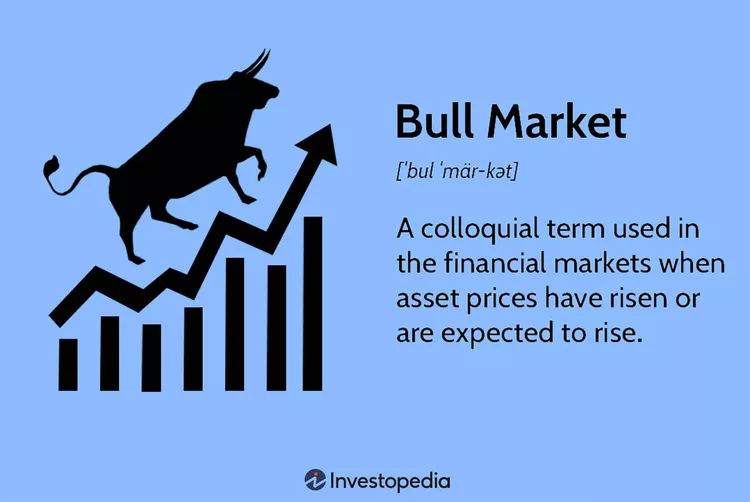 Bull Market
[ˈbul ˈmär-kət]
A colloquial term used in
the financial markets when
asset prices have risen or
are expected to rise.
Investopedia